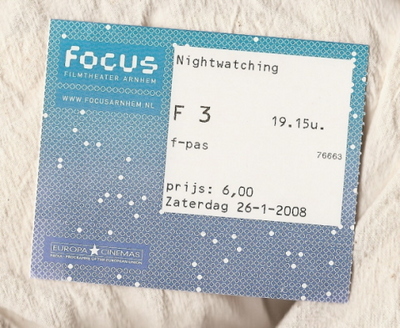 focus
FILMTHEATER ARNHEM
WWW.FOCUSARNHEM.NL
Nightwatching
F 3
19.15u.
f-pas
76663
prijs: 6,00
Zaterdag 26-1-2008
EUROPA CINEMAS